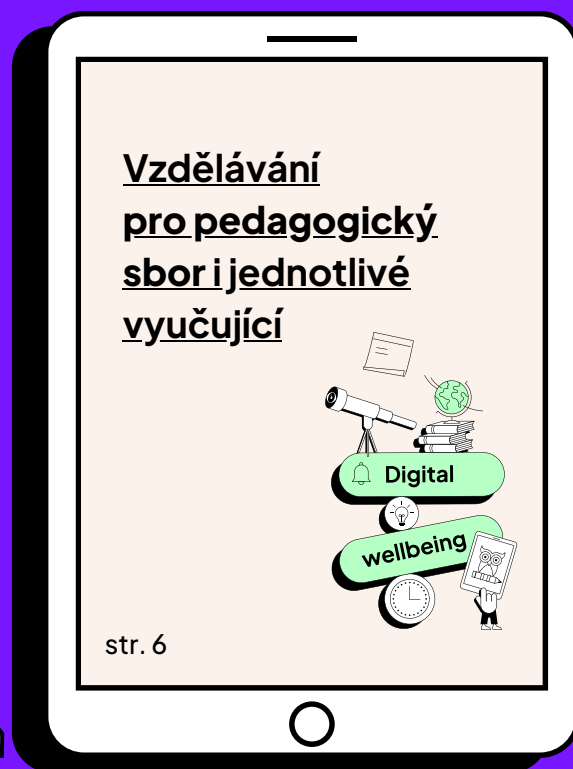 Vzdělávání
pro pedagogický
sbor i jednotlivé
vyučující
Digital
wellbeing
str. 6